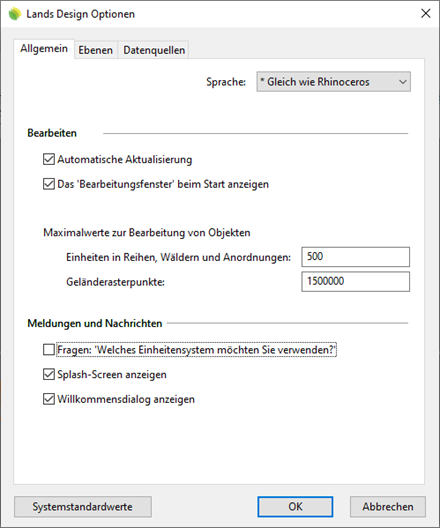 Lands Design Optionen
Allgemein Ebenen Datenquellen
Sprache: * Gleich wie Rhinoceros
Bearbeiten
Automatische Aktualisierung
Das 'Bearbeitungsfenster' beim Start anzeigen
Maximalwerte zur Bearbeitung von Objekten
Einheiten in Reihen, Wäldern und Anordnungen: 500
Geländerasterpunkte: 1500000
Meldungen und Nachrichten
Fragen: 'Welches Einheitensystem möchten Sie verwenden?'
Splash-Screen anzeigen
Willkommensdialog anzeigen
Systemstandardwerte OK Abbrechen